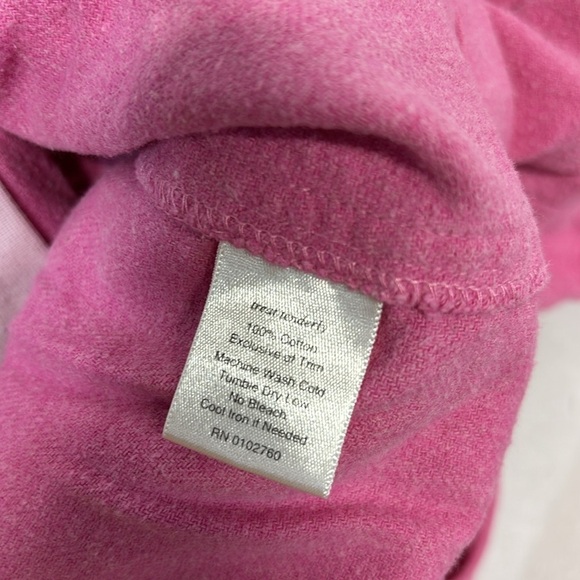 treat tenderly
100% Cotton
Exclusive of Trim
Machine Wash Cold
Tumble Dry Low
No Bleach
Cool Iron if Needed
RN 0102760